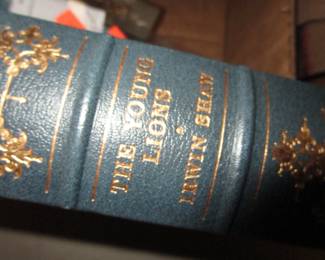 THE YOUNG
LIONS
IRWIN SHAW